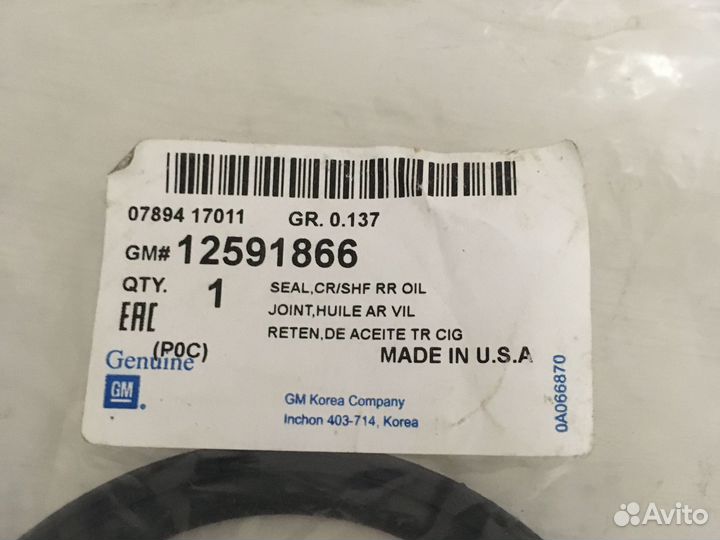 07894 17011 GR. 0.137
GM# 12591866
QTY. 1 SEAL,CR/SHF RR OIL
JOINT,HUILE AR VIL
EAC RETEN,DE ACEITE TR CIG
(P0C) MADE IN U.S.A
Genuine
GM
GM Korea Company
Inchon 403-714, Korea
0A066870
Avito